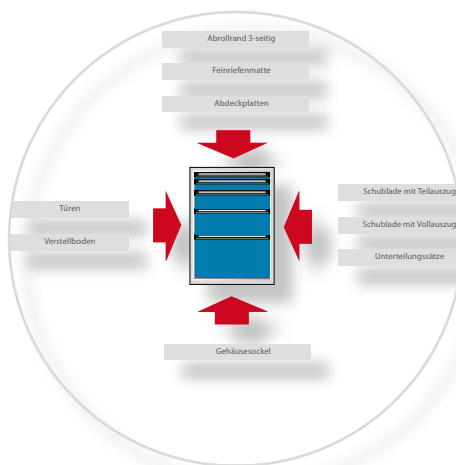 Abrollrand 3-seitig
Feinriefenmatte
Abdeckplatten
Türen
Verstellboden
Schublade mit Teilauszug
Schublade mit Vollauszug
Unterteilungssätze
Gehäusesockel